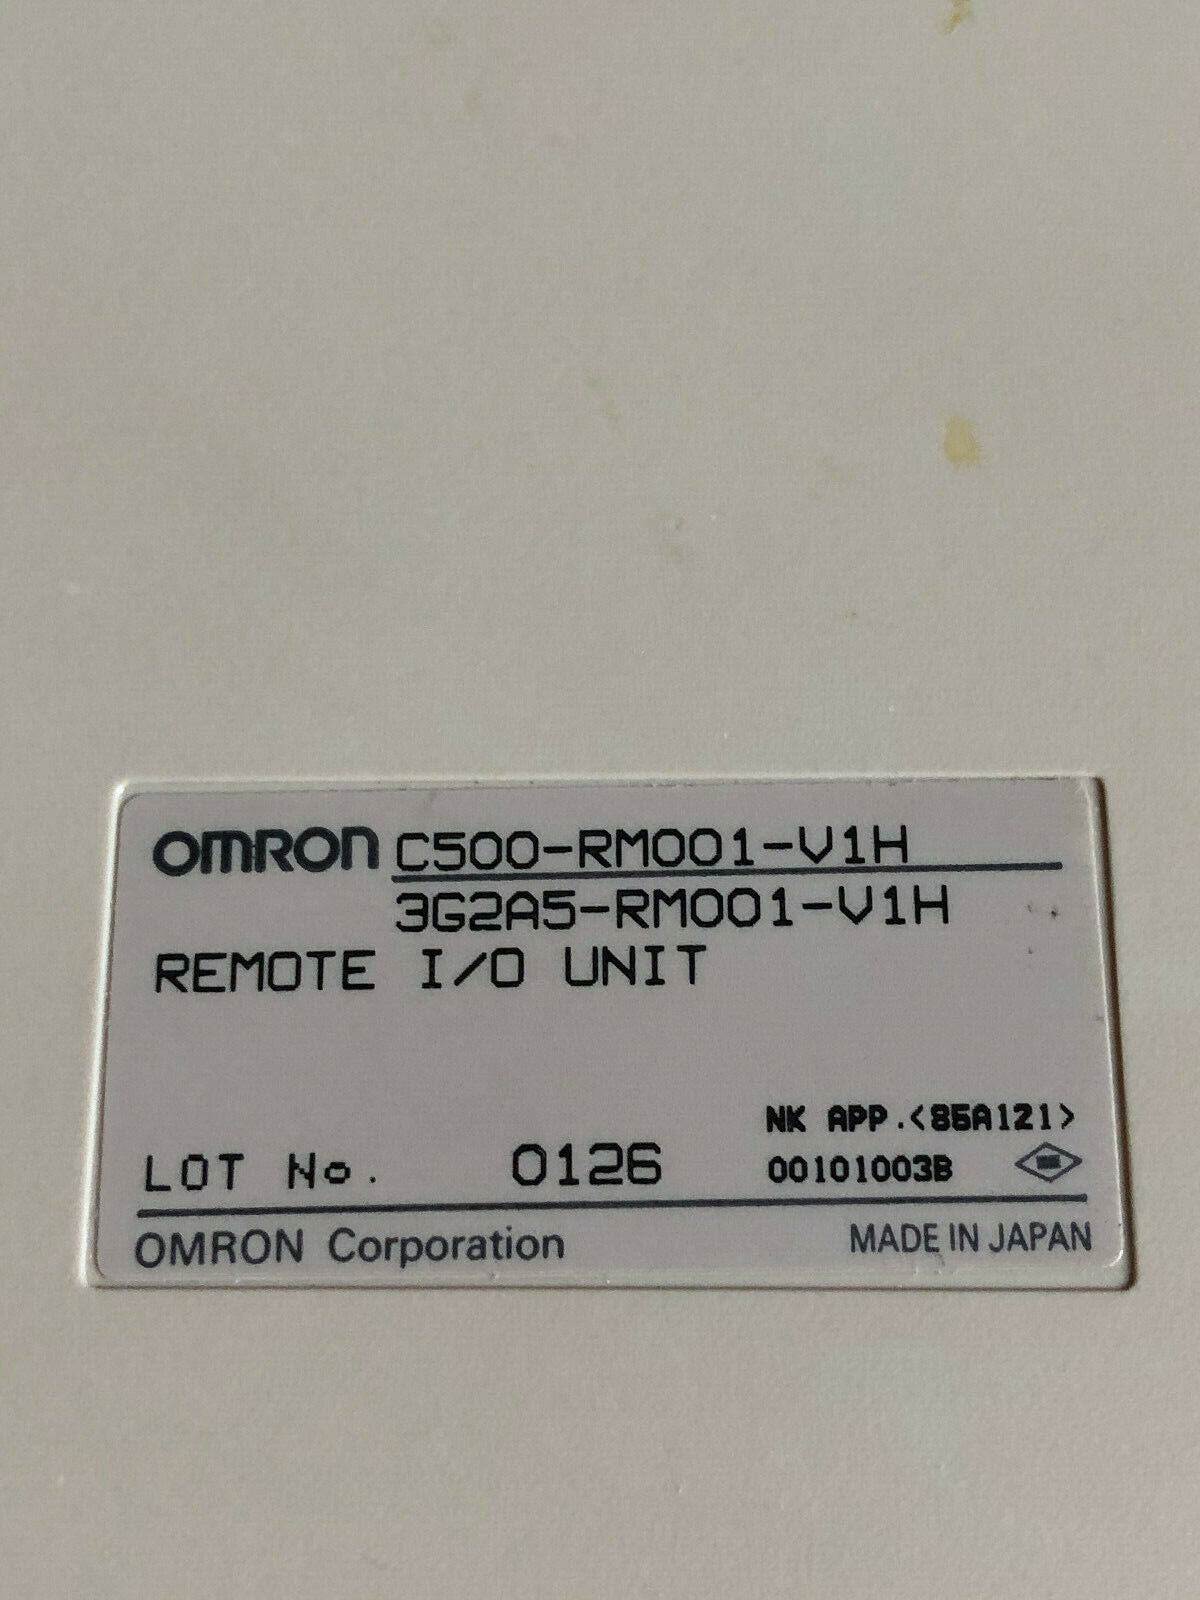 OMRON C500-RM001-V1H
3G2A5-RM001-V1H
REMOTE I/O UNIT
NK APP.<85A121>
LOT No. 0126 00101003B
OMRON Corporation MADE IN JAPAN